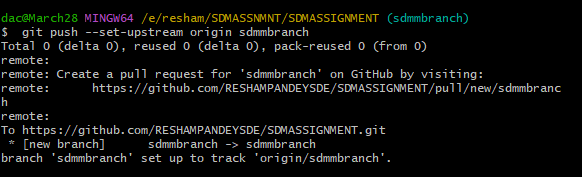 dac@March28 MINGW64 /e/resham/SDMASSNMNT/SDMASSIGNMENT (sdmmbranch)
$  git push --set-upstream origin sdmmbranch
Total 0 (delta 0), reused 0 (delta 0), pack-reused 0 (from 0)
remote:
remote: Create a pull request for 'sdmmbranch' on GitHub by visiting:
remote:      https://github.com/RESHAMPANDEYSDE/SDMASSIGNMENT/pull/new/sdmmbranc
h
remote:
To https://github.com/RESHAMPANDEYSDE/SDMASSIGNMENT.git
 * [new branch]      sdmmbranch -> sdmmbranch
branch 'sdmmbranch' set up to track 'origin/sdmmbranch'.